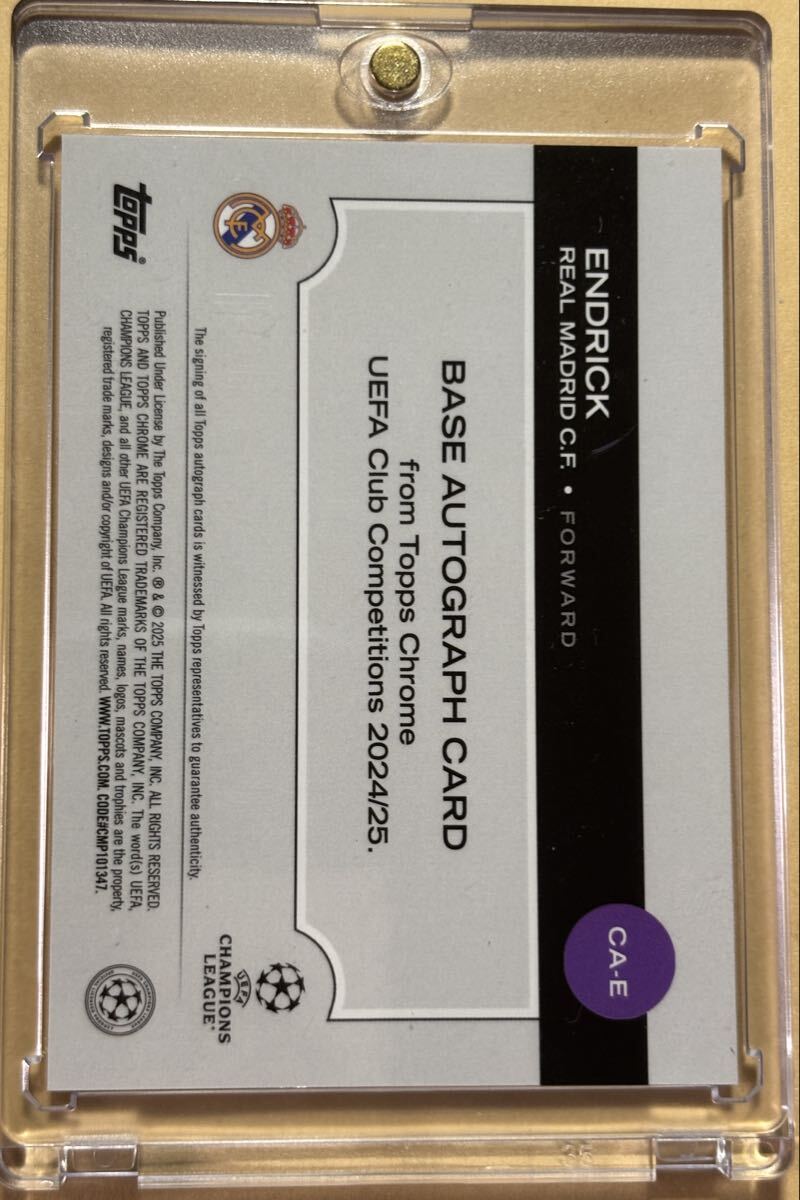 ENDRICK
REAL MADRID C.F. • FORWARD
CA-E
BASE AUTOGRAPH CARD
from Topps Chrome
UEFA Club Competitions 2024/25.
UEFA
CHAMPIONS
LEAGUE®
The signing of all Topps autograph cards is witnessed by Topps representatives to guarantee authenticity.
topps®
Published Under License by The Topps Company, Inc. ® & © 2025 THE TOPPS COMPANY, INC. ALL RIGHTS RESERVED.
TOPPS AND TOPPS CHROME ARE REGISTERED TRADEMARKS OF THE TOPPS COMPANY, INC. The word(s) UEFA,
CHAMPIONS LEAGUE, and all other UEFA Champions League marks, names, logos, mascots and trophies are the property,
registered trade marks, designs and/or copyright of UEFA. All rights reserved. WWW.TOPPS.COM. CODE#CMP101347.